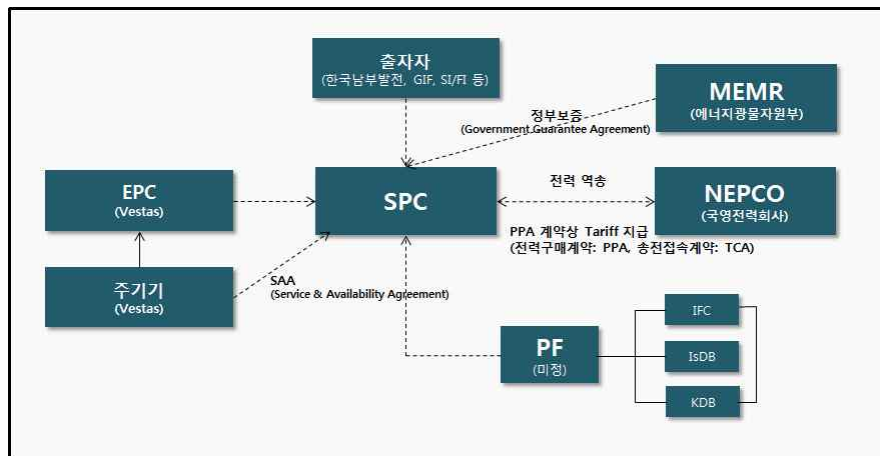 출자자
(한국남부발전, GIF, SI/FI 등)
MEMR
(에너지광물자원부)
정부보증
(Government Guarantee Agreement)
EPC
(Vestas)
SPC
전력 역송
NEPCO
(국영전력회사)
PPA 계약상 Tariff 지급
(전력구매계약: PPA, 송전접속계약: TCA)
주기기
(Vestas)
SAA
(Service & Availability Agreement)
PF
(미정)
IFC
IsDB
KDB